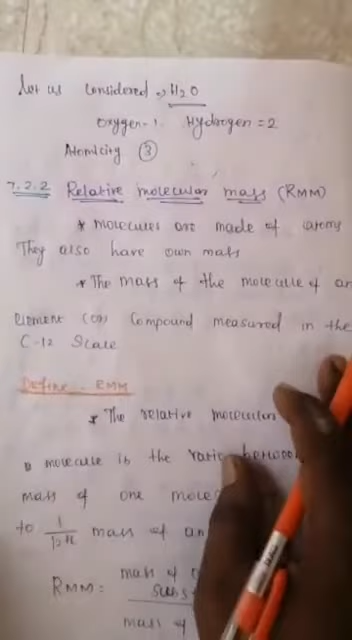 Let us Considered → H2O
Oxygen-1. Hydrogen = 2
Atomicity ③
7.2.2 Relative molecular mass (RMM)
* Molecules are made of atoms
They also have own mass
* The mass of the molecule of an
Element (or) Compound measured in the
C-12 Scale
Define RMM
* The relative molecular
a molecule is the ratio between
mass of one molec
to 1/12th mass of an
RMM = mass of
Subs
mass of